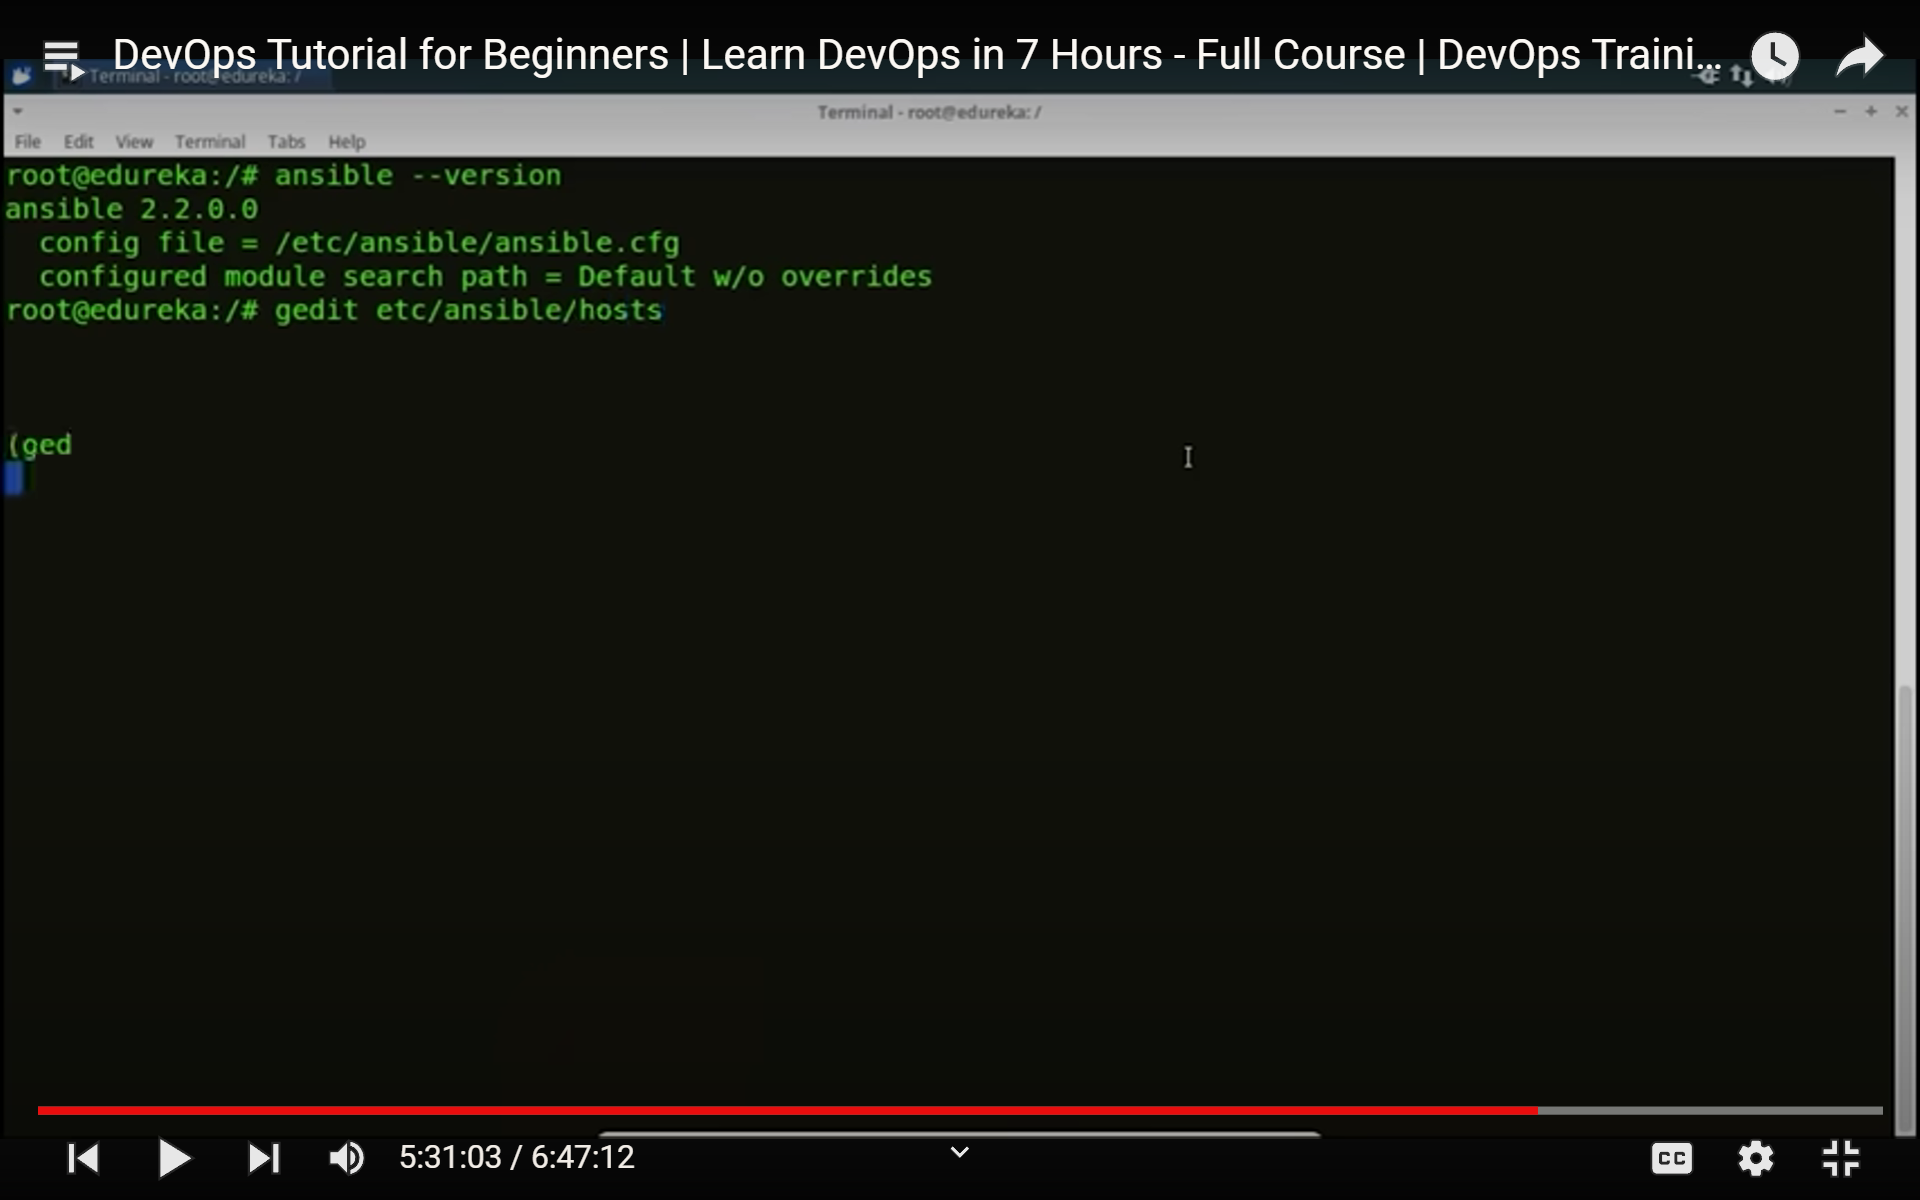 DevOps Tutorial for Beginners | Learn DevOps in 7 Hours - Full Course | DevOps Traini...
Terminal - root@edureka: /
Terminal - root@edureka: /
File Edit View Terminal Tabs Help
root@edureka:/# ansible --version
ansible 2.2.0.0
config file = /etc/ansible/ansible.cfg
configured module search path = Default w/o overrides
root@edureka:/# gedit etc/ansible/hosts
(ged
5:31:03 / 6:47:12
CC